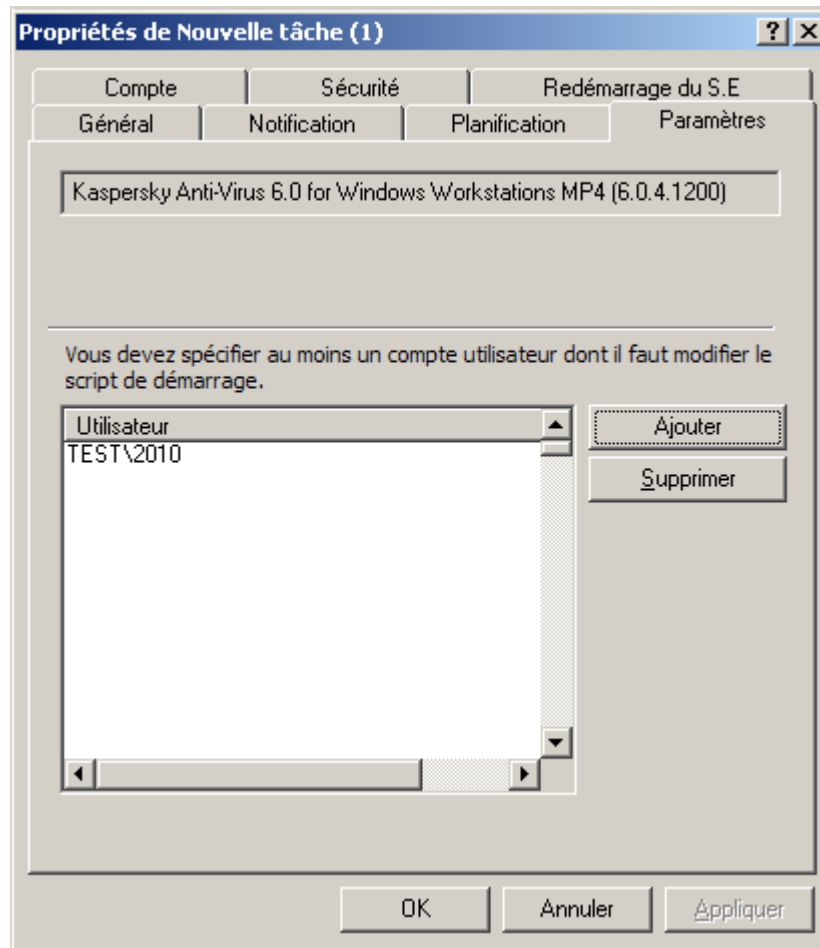 Propriétés de Nouvelle tâche (1)
Compte
Sécurité
Redémarrage du S.E
Général
Notification
Planification
Paramètres
Kaspersky Anti-Virus 6.0 for Windows Workstations MP4 (6.0.4.1200)
Vous devez spécifier au moins un compte utilisateur dont il faut modifier le
script de démarrage.
Utilisateur
TEST\2010
Ajouter
Supprimer
OK
Annuler
Appliquer